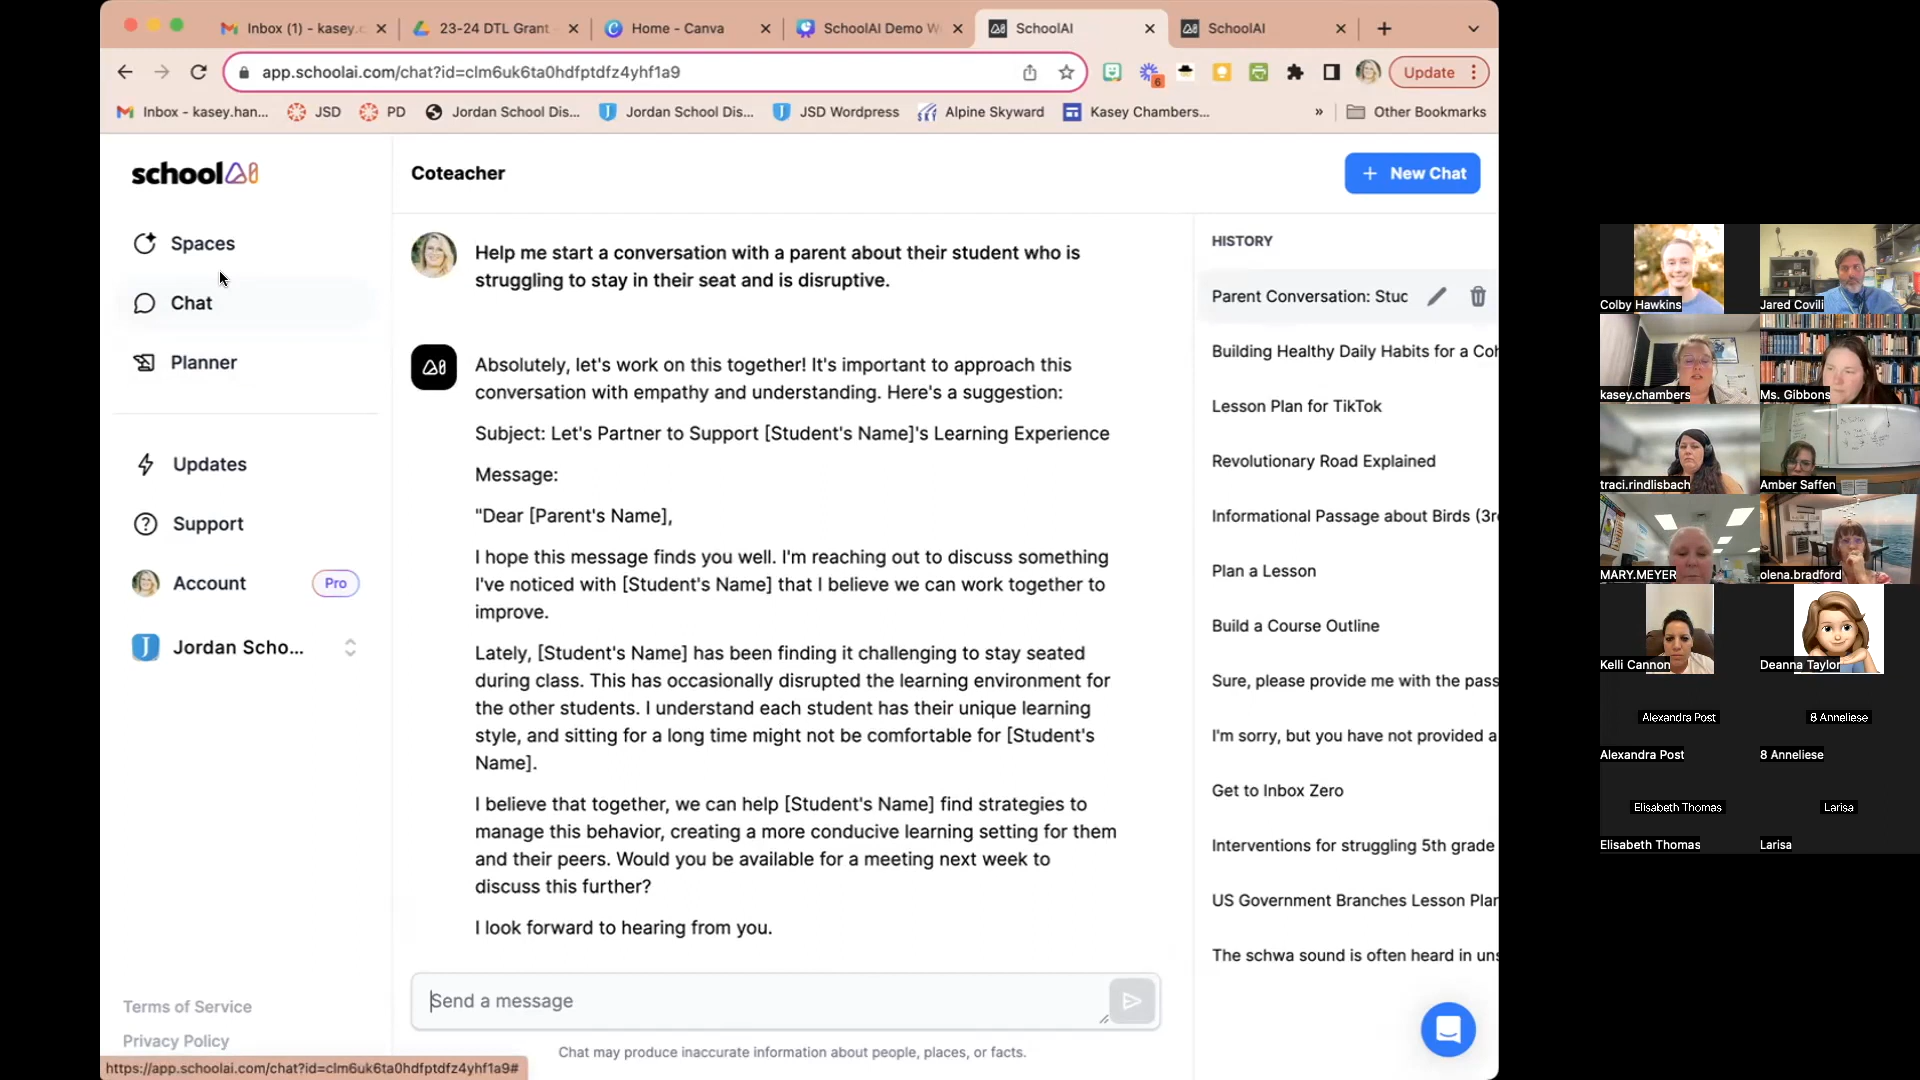 Inbox (1) - kasey.c
23-24 DTL Grant
Home - Canva
SchoolAI Demo W
SchoolAI
SchoolAI
app.schoolai.com/chat?id=clm6uk6ta0hdfptdfz4yhf1a9
6
Update
Inbox - kasey.han...
JSD
PD
Jordan School Dis...
Jordan School Dis...
JSD Wordpress
Alpine Skyward
Kasey Chambers...
»
Other Bookmarks
school
Spaces
Chat
Planner
Updates
Support
Account
Pro
J
Jordan Scho...
Terms of Service
Privacy Policy
https://app.schoolai.com/chat?id=clm6uk6ta0hdfptdfz4yhf1a9#
Coteacher
+ New Chat
Help me start a conversation with a parent about their student who is
struggling to stay in their seat and is disruptive.
Absolutely, let's work on this together! It's important to approach this
conversation with empathy and understanding. Here's a suggestion:
Subject: Let's Partner to Support [Student's Name]'s Learning Experience
Message:
"Dear [Parent's Name],
I hope this message finds you well. I'm reaching out to discuss something
I've noticed with [Student's Name] that I believe we can work together to
improve.
Lately, [Student's Name] has been finding it challenging to stay seated
during class. This has occasionally disrupted the learning environment for
the other students. I understand each student has their unique learning
style, and sitting for a long time might not be comfortable for [Student's
Name].
I believe that together, we can help [Student's Name] find strategies to
manage this behavior, creating a more conducive learning setting for them
and their peers. Would you be available for a meeting next week to
discuss this further?
I look forward to hearing from you.
Send a message
Chat may produce inaccurate information about people, places, or facts.
HISTORY
Parent Conversation: Stuc
Building Healthy Daily Habits for a Coh
Lesson Plan for TikTok
Revolutionary Road Explained
Informational Passage about Birds (3r
Plan a Lesson
Build a Course Outline
Sure, please provide me with the pass
I'm sorry, but you have not provided a
Get to Inbox Zero
Interventions for struggling 5th grade
US Government Branches Lesson Plar
The schwa sound is often heard in uns
Colby Hawkins
Jared Covili
kasey.chambers
Ms. Gibbons
traci.rindlisbach
Amber Saffen
MARY.MEYER
olena.bradford
Kelli Cannon
Deanna Taylor
Alexandra Post
8 Anneliese
Alexandra Post
8 Anneliese
Elisabeth Thomas
Larisa
Elisabeth Thomas
Larisa